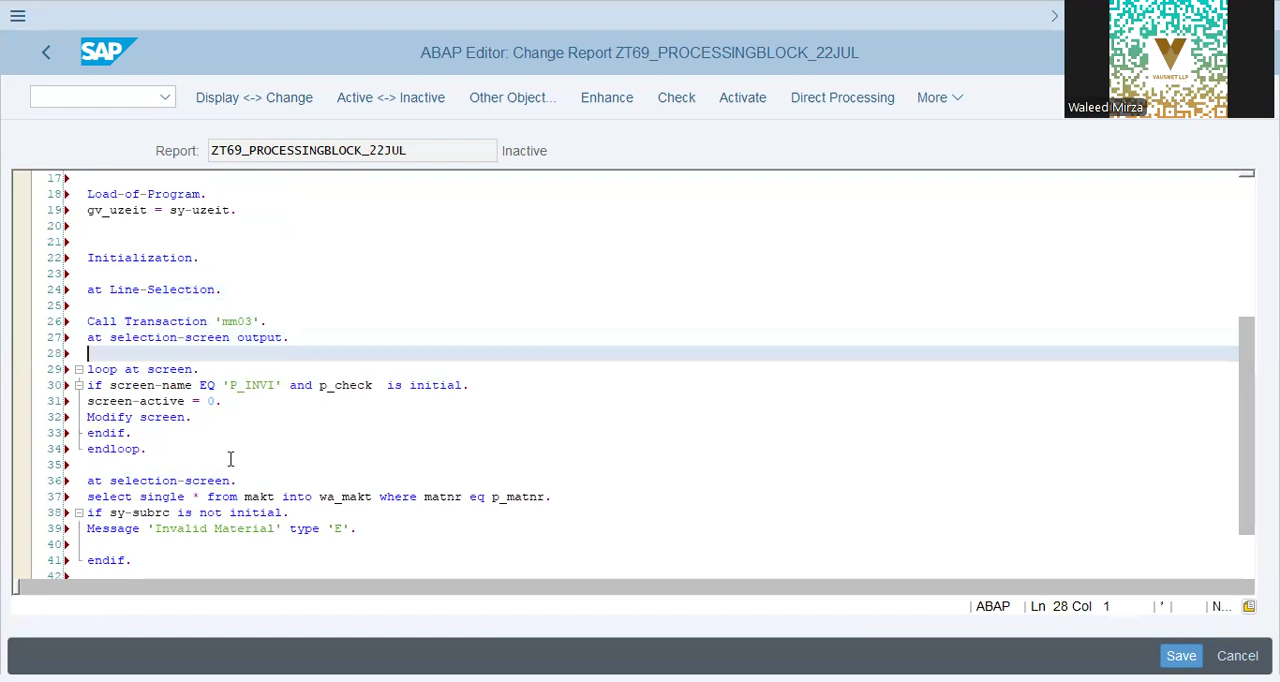 VAUSNET LLP
Waleed Mirza
SAP
ABAP Editor: Change Report ZT69_PROCESSINGBLOCK_22JUL
Display <-> Change Active <-> Inactive Other Object... Enhance Check Activate Direct Processing More
Report: ZT69_PROCESSINGBLOCK_22JUL Inactive
17
18 Load-of-Program.
19 gv_uzeit = sy-uzeit.
20
21
22 Initialization.
23
24 at Line-Selection.
25
26 Call Transaction 'mm03'.
27 at selection-screen output.
28
29 loop at screen.
30 if screen-name EQ 'P_INVI' and p_check is initial.
31 screen-active = 0.
32 Modify screen.
33 endif.
34 endloop.
35
36 at selection-screen.
37 select single * from makt into wa_makt where matnr eq p_matnr.
38 if sy-subrc is not initial.
39 Message 'Invalid Material' type 'E'.
40
41 endif.
42
ABAP | Ln 28 Col 1 | ' | | N...
Save Cancel